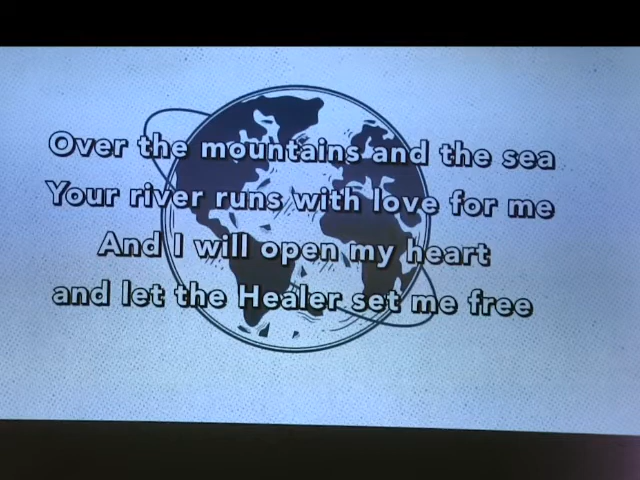 Over the mountains and the sea
Your river runs with love for me
And I will open my heart
and let the Healer set me free